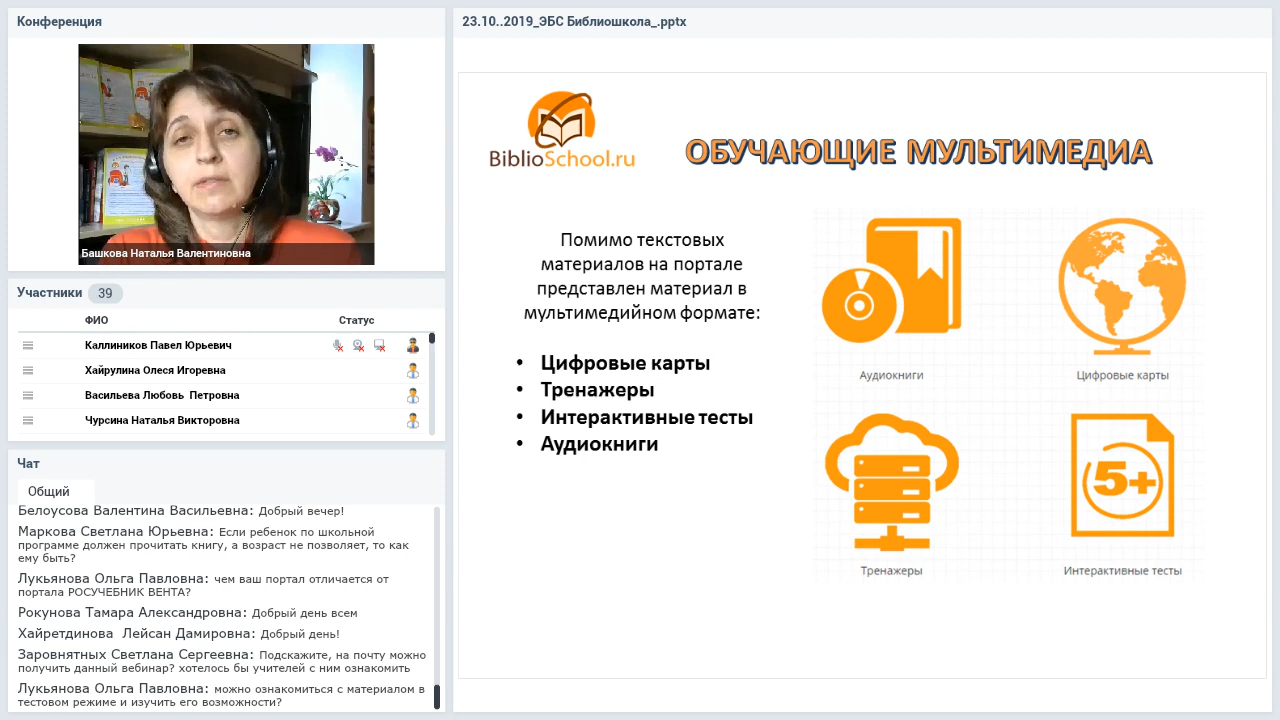 Конференция
Башкова Наталья Валентиновна
Участники 39
ФИО Статус
Каллиников Павел Юрьевич
Хайрулина Олеся Игоревна
Васильева Любовь Петровна
Чурсина Наталья Викторовна
Чат
Общий
Белоусова Валентина Васильевна: Добрый вечер!
Маркова Светлана Юрьевна: Если ребенок по школьной
программе должен прочитать книгу, а возраст не позволяет, то как
ему быть?
Лукьянова Ольга Павловна: чем ваш портал отличается от
портала РОСУЧЕБНИК ВЕНТА?
Рокунова Тамара Александровна: Добрый день всем
Хайретдинова Лейсан Дамировна: Добрый день!
Заровнятных Светлана Сергеевна: Подскажите, на почту можно
получить данный вебинар? хотелось бы учителей с ним ознакомить
Лукьянова Ольга Павловна: можно ознакомиться с материалом в
тестовом режиме и изучить его возможности?
23.10..2019_ЭБС Библиошкола_.pptx
BiblioSchool.ru
ОБУЧАЮЩИЕ МУЛЬТИМЕДИА
Помимо текстовых
материалов на портале
представлен материал в
мультимедийном формате:
• Цифровые карты
• Тренажеры
• Интерактивные тесты
• Аудиокниги
Аудиокниги
Цифровые карты
5+
Тренажеры
Интерактивные тесты